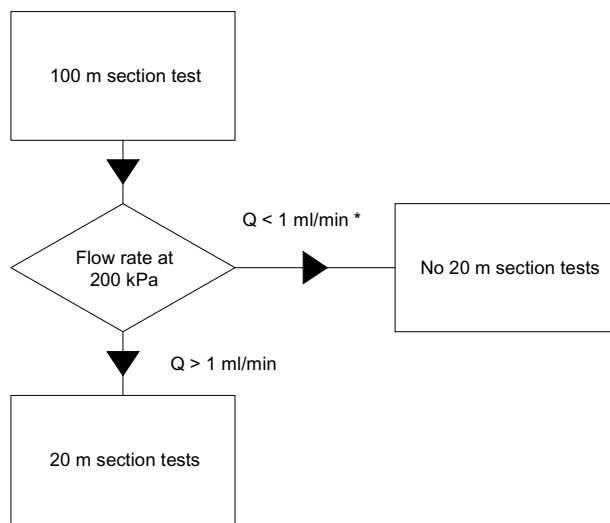 100 m section test
Q < 1 ml/min *
Flow rate at
200 kPa
No 20 m section tests
Q > 1 ml/min
20 m section tests